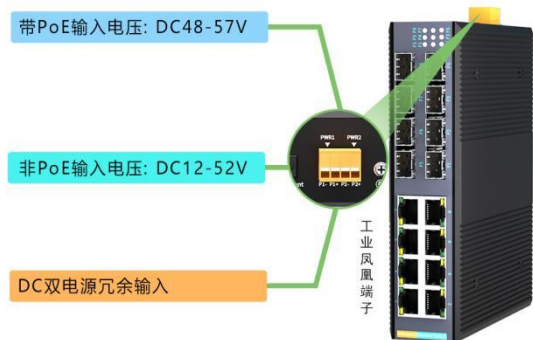 带PoE输入电压: DC48-57V
非PoE输入电压: DC12-52V
DC双电源冗余输入
PWR1 PWR2
P1- P1+ P2- P2+
工业凤凰端子